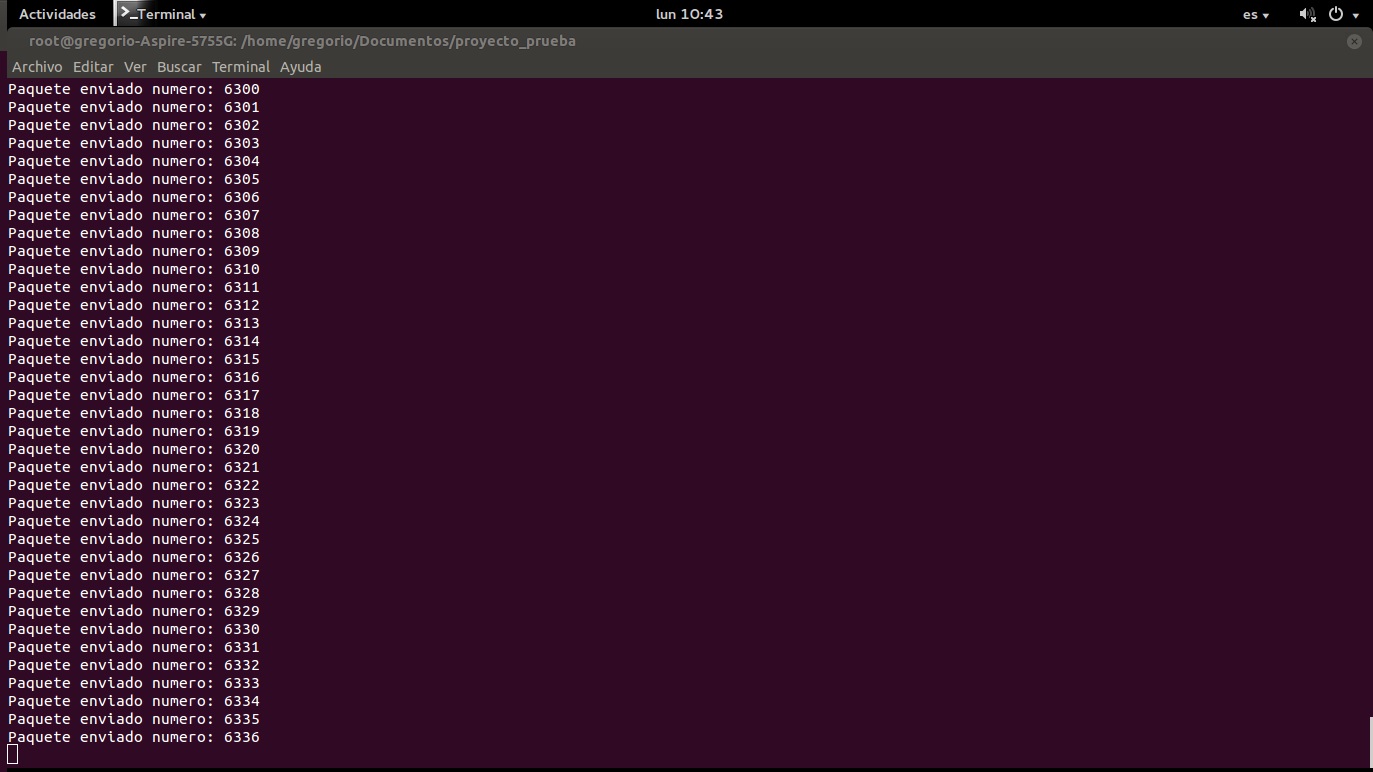 Actividades Terminal lun 10:43 es
root@gregorio-Aspire-5755G: /home/gregorio/Documentos/proyecto_prueba
Archivo Editar Ver Buscar Terminal Ayuda
Paquete enviado numero: 6300
Paquete enviado numero: 6301
Paquete enviado numero: 6302
Paquete enviado numero: 6303
Paquete enviado numero: 6304
Paquete enviado numero: 6305
Paquete enviado numero: 6306
Paquete enviado numero: 6307
Paquete enviado numero: 6308
Paquete enviado numero: 6309
Paquete enviado numero: 6310
Paquete enviado numero: 6311
Paquete enviado numero: 6312
Paquete enviado numero: 6313
Paquete enviado numero: 6314
Paquete enviado numero: 6315
Paquete enviado numero: 6316
Paquete enviado numero: 6317
Paquete enviado numero: 6318
Paquete enviado numero: 6319
Paquete enviado numero: 6320
Paquete enviado numero: 6321
Paquete enviado numero: 6322
Paquete enviado numero: 6323
Paquete enviado numero: 6324
Paquete enviado numero: 6325
Paquete enviado numero: 6326
Paquete enviado numero: 6327
Paquete enviado numero: 6328
Paquete enviado numero: 6329
Paquete enviado numero: 6330
Paquete enviado numero: 6331
Paquete enviado numero: 6332
Paquete enviado numero: 6333
Paquete enviado numero: 6334
Paquete enviado numero: 6335
Paquete enviado numero: 6336